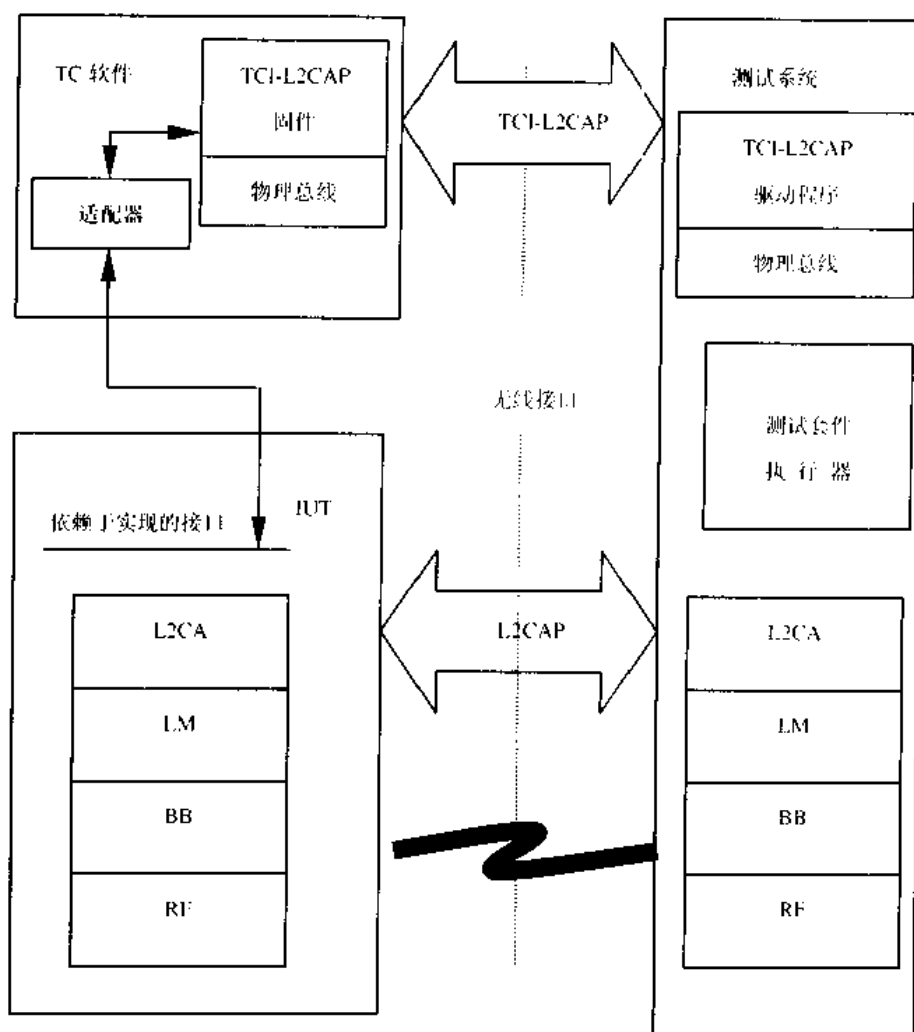 TC 软件
TCI-L2CAP
固件
物理总线
适配器
TCI-L2CAP
测试系统
TCI-L2CAP
驱动程序
物理总线
无线接口
测试套件
执 行 器
IUT
依赖于实现的接口
L2CA
LM
BB
RF
L2CAP
L2CA
LM
BB
RF